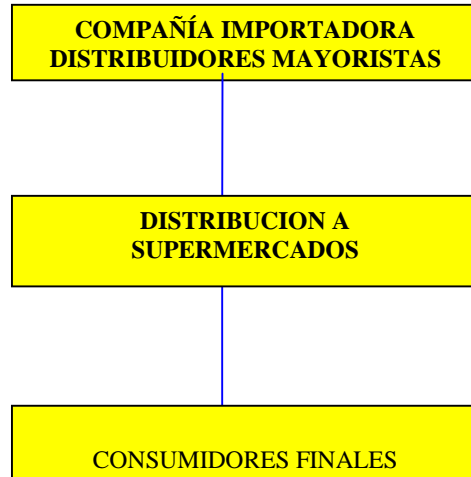 COMPAÑÍA IMPORTADORA
DISTRIBUIDORES MAYORISTAS
DISTRIBUCION A
SUPERMERCADOS
CONSUMIDORES FINALES